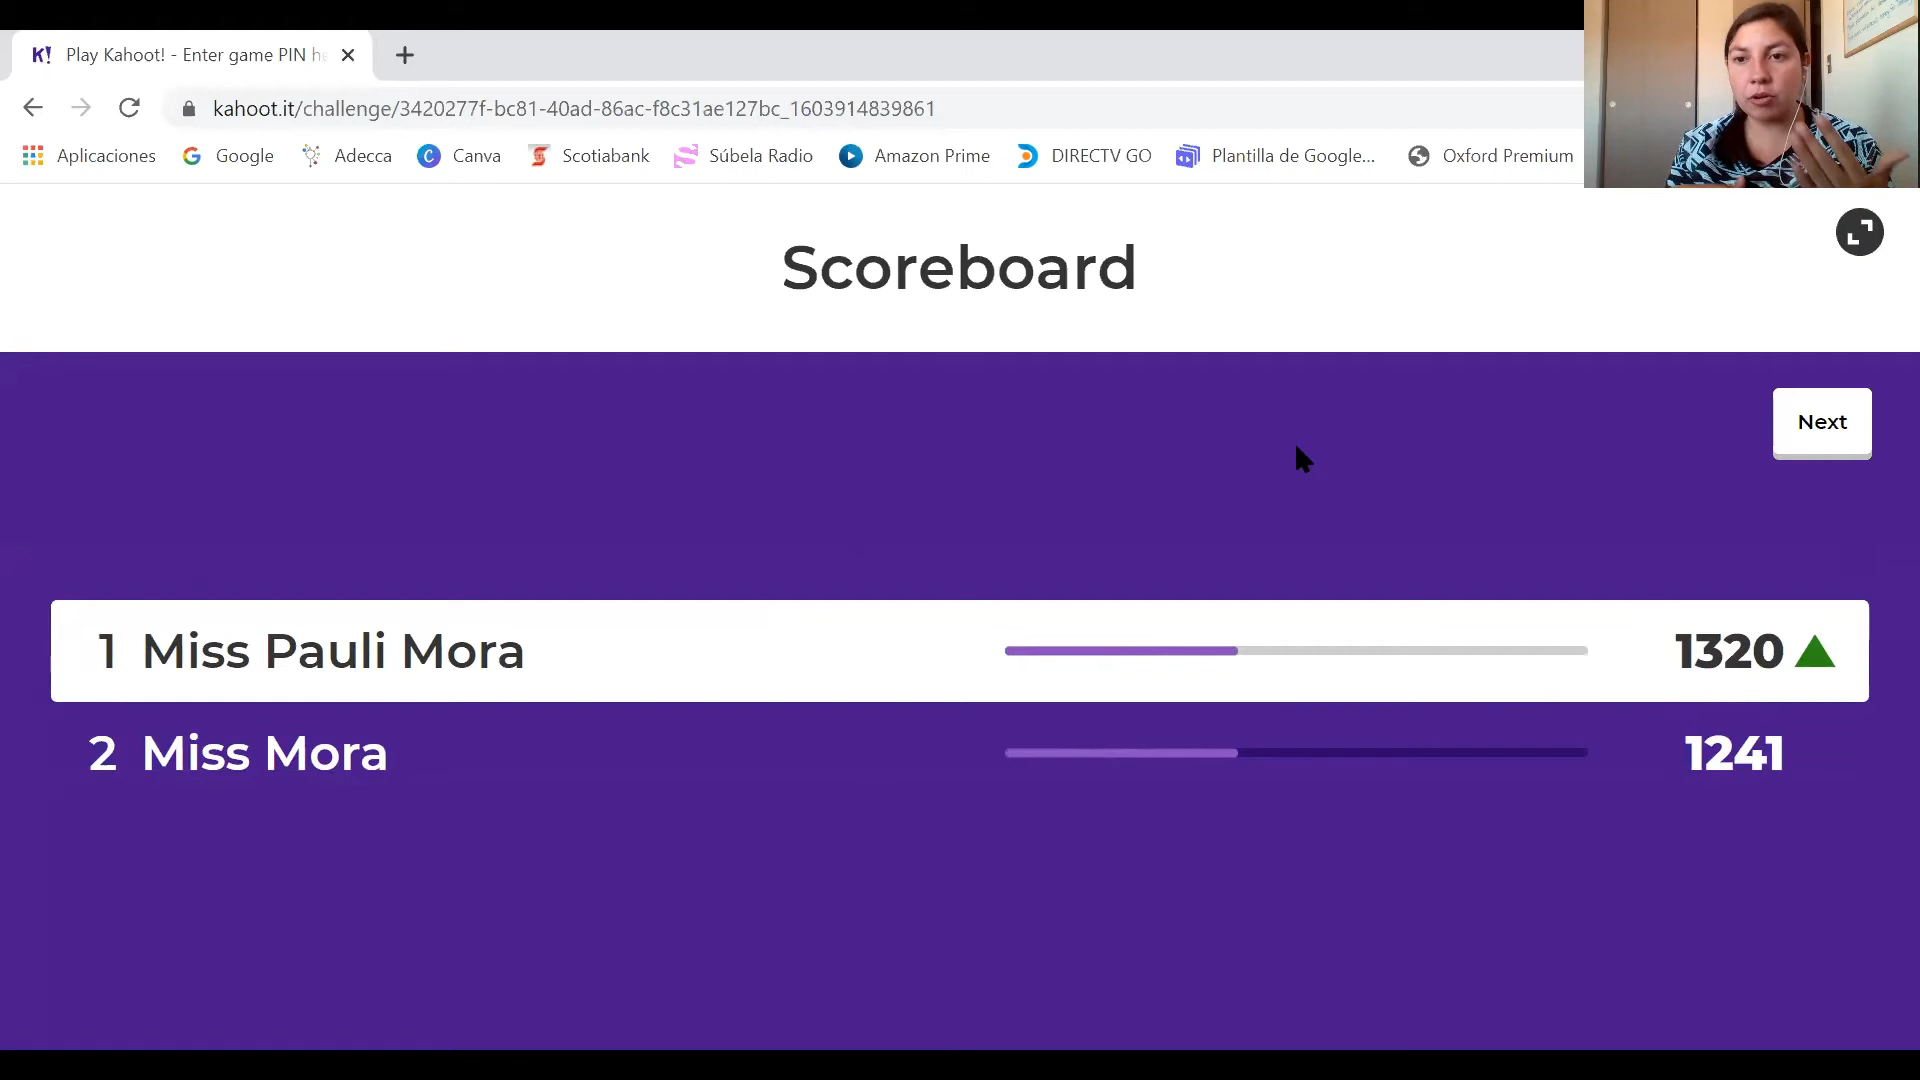 K! Play Kahoot! - Enter game PIN he
kahoot.it/challenge/3420277f-bc81-40ad-86ac-f8c31ae127bc_1603914839861
Aplicaciones Google Adecca Canva Scotiabank Súbela Radio Amazon Prime DIRECTV GO Plantilla de Google... Oxford Premium
Scoreboard
Next
1 Miss Pauli Mora 1320
2 Miss Mora 1241